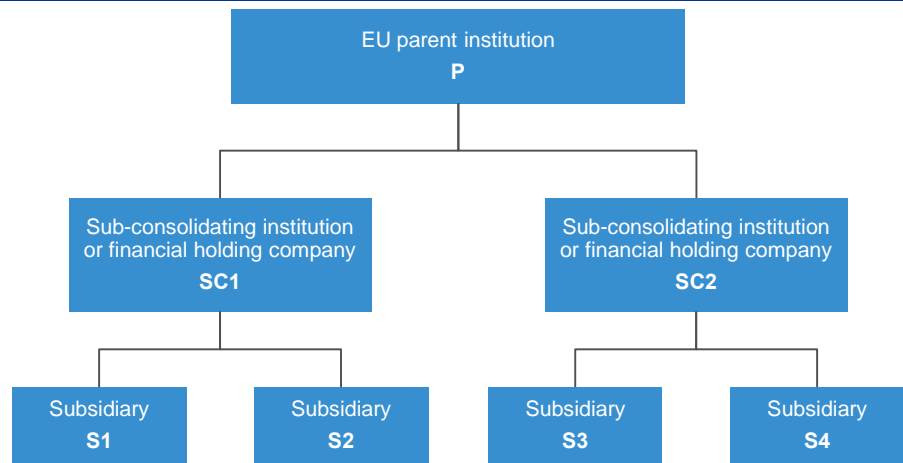 EU parent institution
P
Sub-consolidating institution
or financial holding company
SC1
Sub-consolidating institution
or financial holding company
SC2
Subsidiary
S1
Subsidiary
S2
Subsidiary
S3
Subsidiary
S4